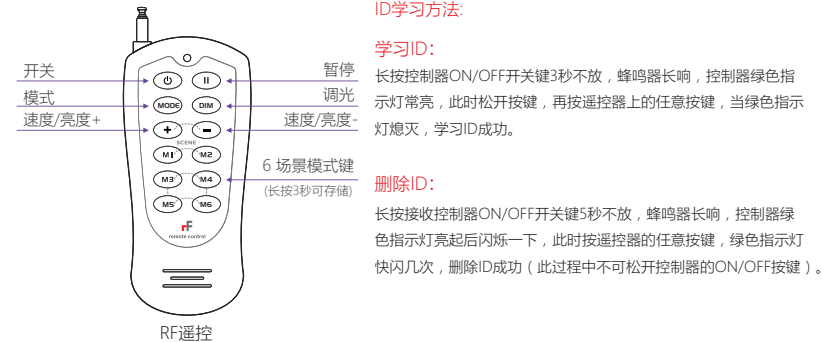 ID学习方法:
学习ID：
长按控制器ON/OFF开关键3秒不放，蜂鸣器长响，控制器绿色指
示灯常亮，此时松开按键，再按遥控器上的任意按键，当绿色指示
灯熄灭，学习ID成功。
删除ID：
长按接收控制器ON/OFF开关键5秒不放，蜂鸣器长响，控制器绿
色指示灯亮起后闪烁一下，此时按遥控器的任意按键，绿色指示灯
快闪几次，删除ID成功（此过程中不可松开控制器的ON/OFF按键）。
开关
模式
速度/亮度+
暂停
调光
速度/亮度-
6 场景模式键
(长按3秒可存储)
MODE DIM
+ -
SCENE
M1 M2
M3 M4
M5 M6
rF
remote control
RF遥控